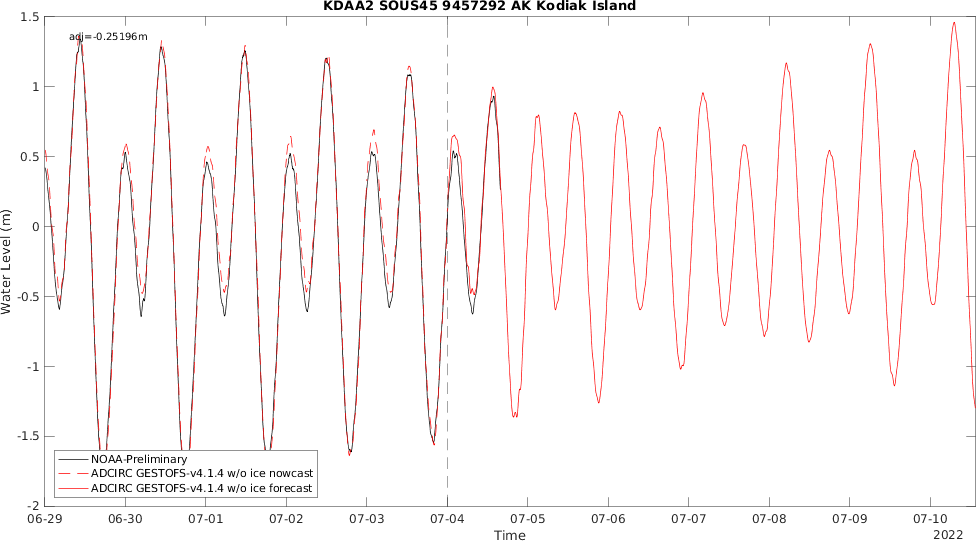 KDAA2 SOUS45 9457292 AK Kodiak Island
adj=-0.25196m
1.5
1
0.5
0
-0.5
-1
-1.5
-2
Water Level (m)
NOAA-Preliminary
ADCIRC GESTOFS-v4.1.4 w/o ice nowcast
ADCIRC GESTOFS-v4.1.4 w/o ice forecast
06-29 06-30 07-01 07-02 07-03 07-04 07-05 07-06 07-07 07-08 07-09 07-10
Time
2022